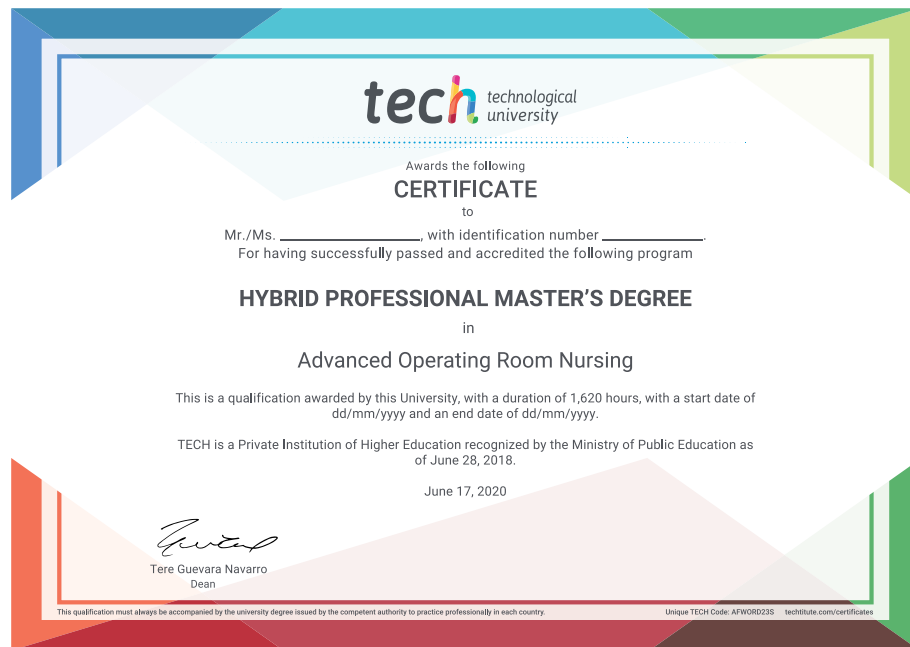 tech technological
university
Awards the following
CERTIFICATE
to
Mr./Ms. ____________________, with identification number ______________.
For having successfully passed and accredited the following program
HYBRID PROFESSIONAL MASTER'S DEGREE
in
Advanced Operating Room Nursing
This is a qualification awarded by this University, with a duration of 1,620 hours, with a start date of
dd/mm/yyyy and an end date of dd/mm/yyyy.
TECH is a Private Institution of Higher Education recognized by the Ministry of Public Education as
of June 28, 2018.
June 17, 2020
Tere Guevara Navarro
Dean
This qualification must always be accompanied by the university degree issued by the competent authority to practice professionally in each country.
Unique TECH Code: AFWORD23S techtitute.com/certificates